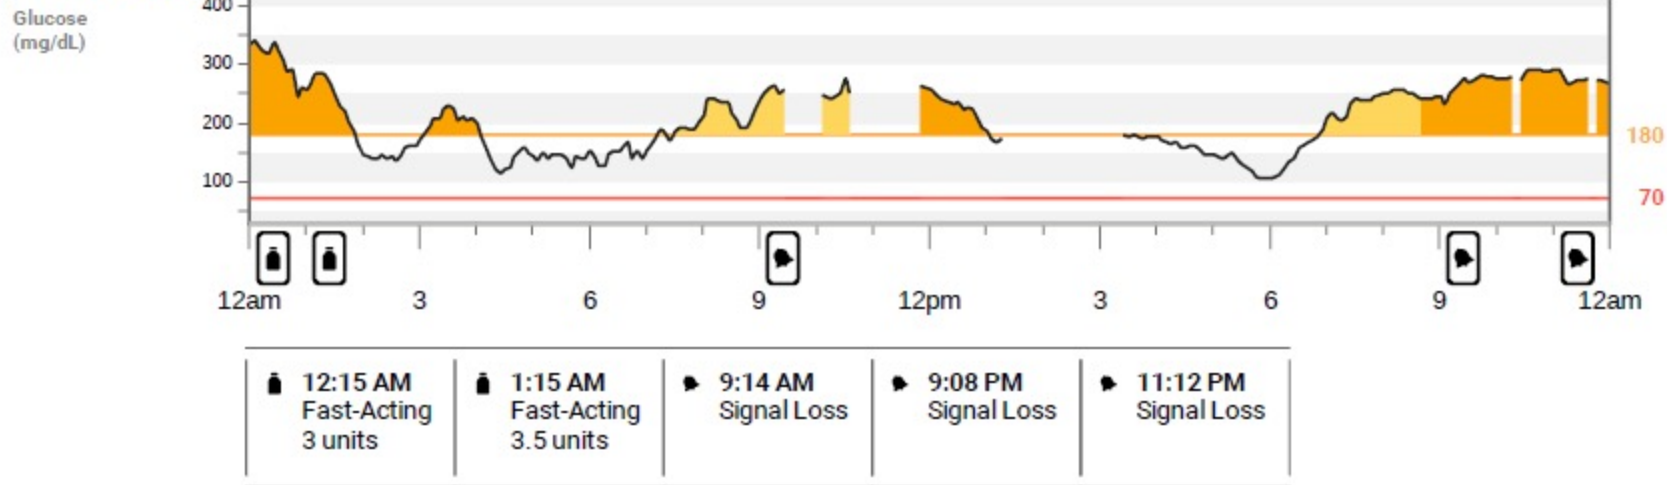 Glucose
(mg/dL)
400
300
200
100
180
70
12am 3 6 9 12pm 3 6 9 12am
12:15 AM
Fast-Acting
3 units
1:15 AM
Fast-Acting
3.5 units
9:14 AM
Signal Loss
9:08 PM
Signal Loss
11:12 PM
Signal Loss